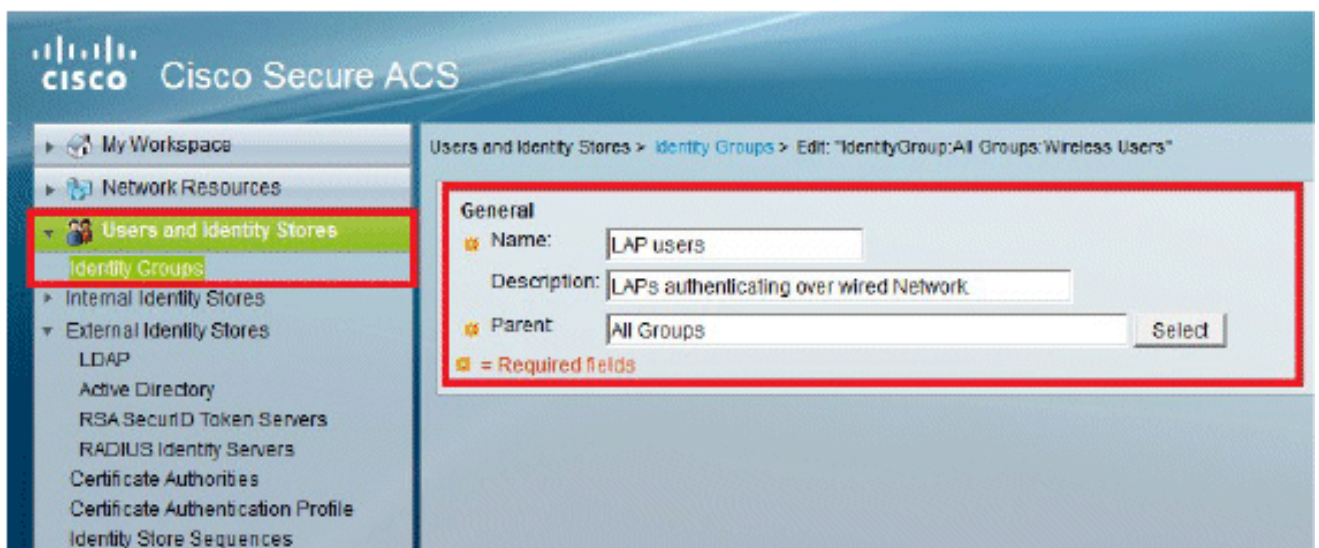 CISCO Cisco Secure ACS
My Workspace
Network Resources
Users and Identity Stores
Identity Groups
Internal Identity Stores
External Identity Stores
LDAP
Active Directory
RSA SecurID Token Servers
RADIUS Identity Servers
Certificate Authorities
Certificate Authentication Profile
Identity Store Sequences
Users and Identity Stores > Identity Groups > Edit: "IdentityGroup:All Groups:Wireless Users"
General
Name: LAP users
Description: LAPs authenticating over wired Network
Parent: All Groups Select
= Required fields